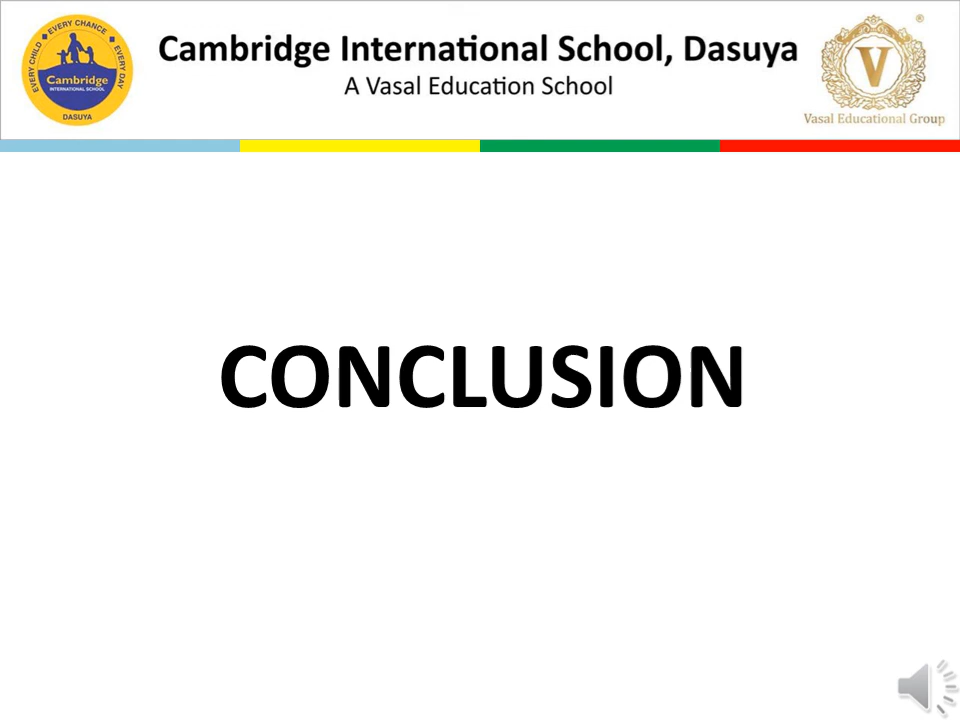 EVERY CHILD ◆ EVERY CHANCE ◆ EVERY DAY
Cambridge
INTERNATIONAL SCHOOL
DASUYA
Cambridge International School, Dasuya
A Vasal Education School
V
®
Vasal Educational Group
CONCLUSION